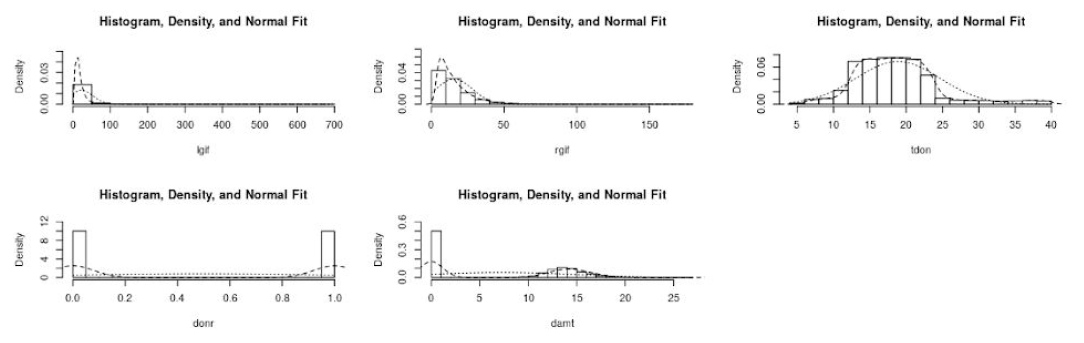 Histogram, Density, and Normal Fit
Density
0.00 0.03
0 100 200 300 400 500 600 700
lgif
Histogram, Density, and Normal Fit
Density
0.00 0.04
0 50 100 150
rgif
Histogram, Density, and Normal Fit
Density
0.00 0.06
5 10 15 20 25 30 35 40
tdon
Histogram, Density, and Normal Fit
Density
0 4 8 12
0.0 0.2 0.4 0.6 0.8 1.0
donr
Histogram, Density, and Normal Fit
Density
0.0 0.3 0.6
0 5 10 15 20 25
damt